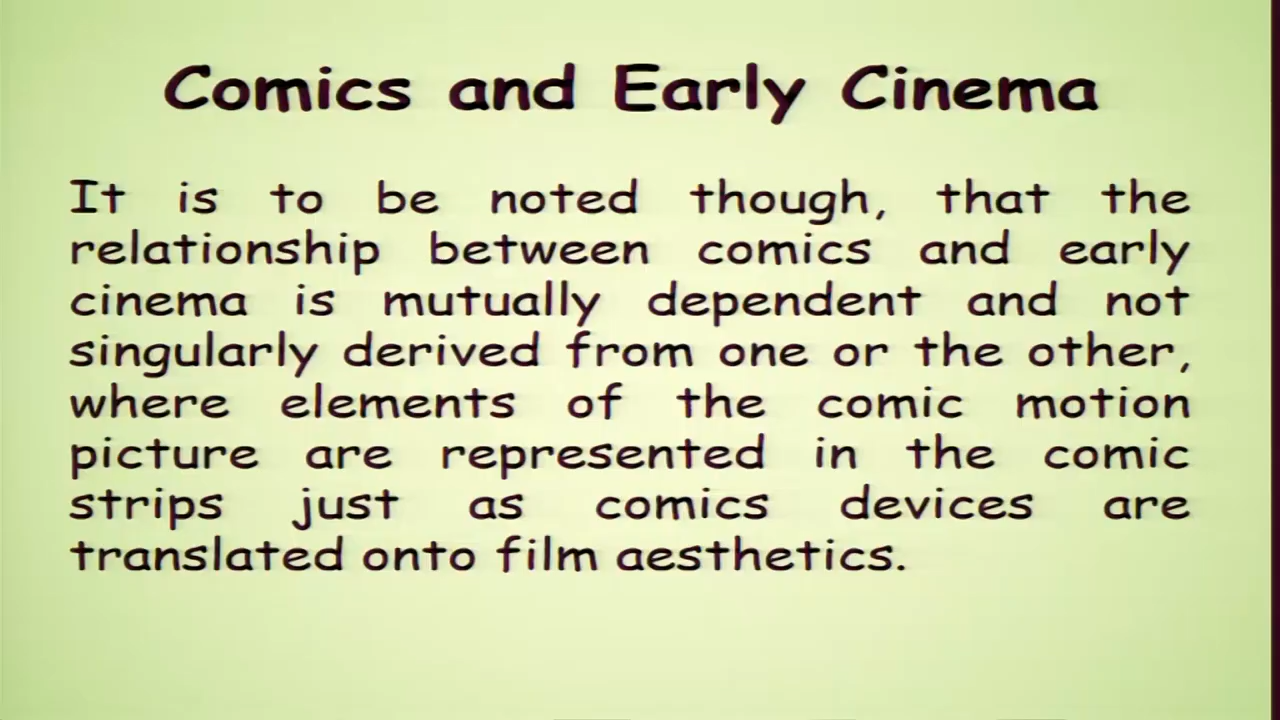 Comics and Early Cinema
It is to be noted though, that the
relationship between comics and early
cinema is mutually dependent and not
singularly derived from one or the other,
where elements of the comic motion
picture are represented in the comic
strips just as comics devices are
translated onto film aesthetics.